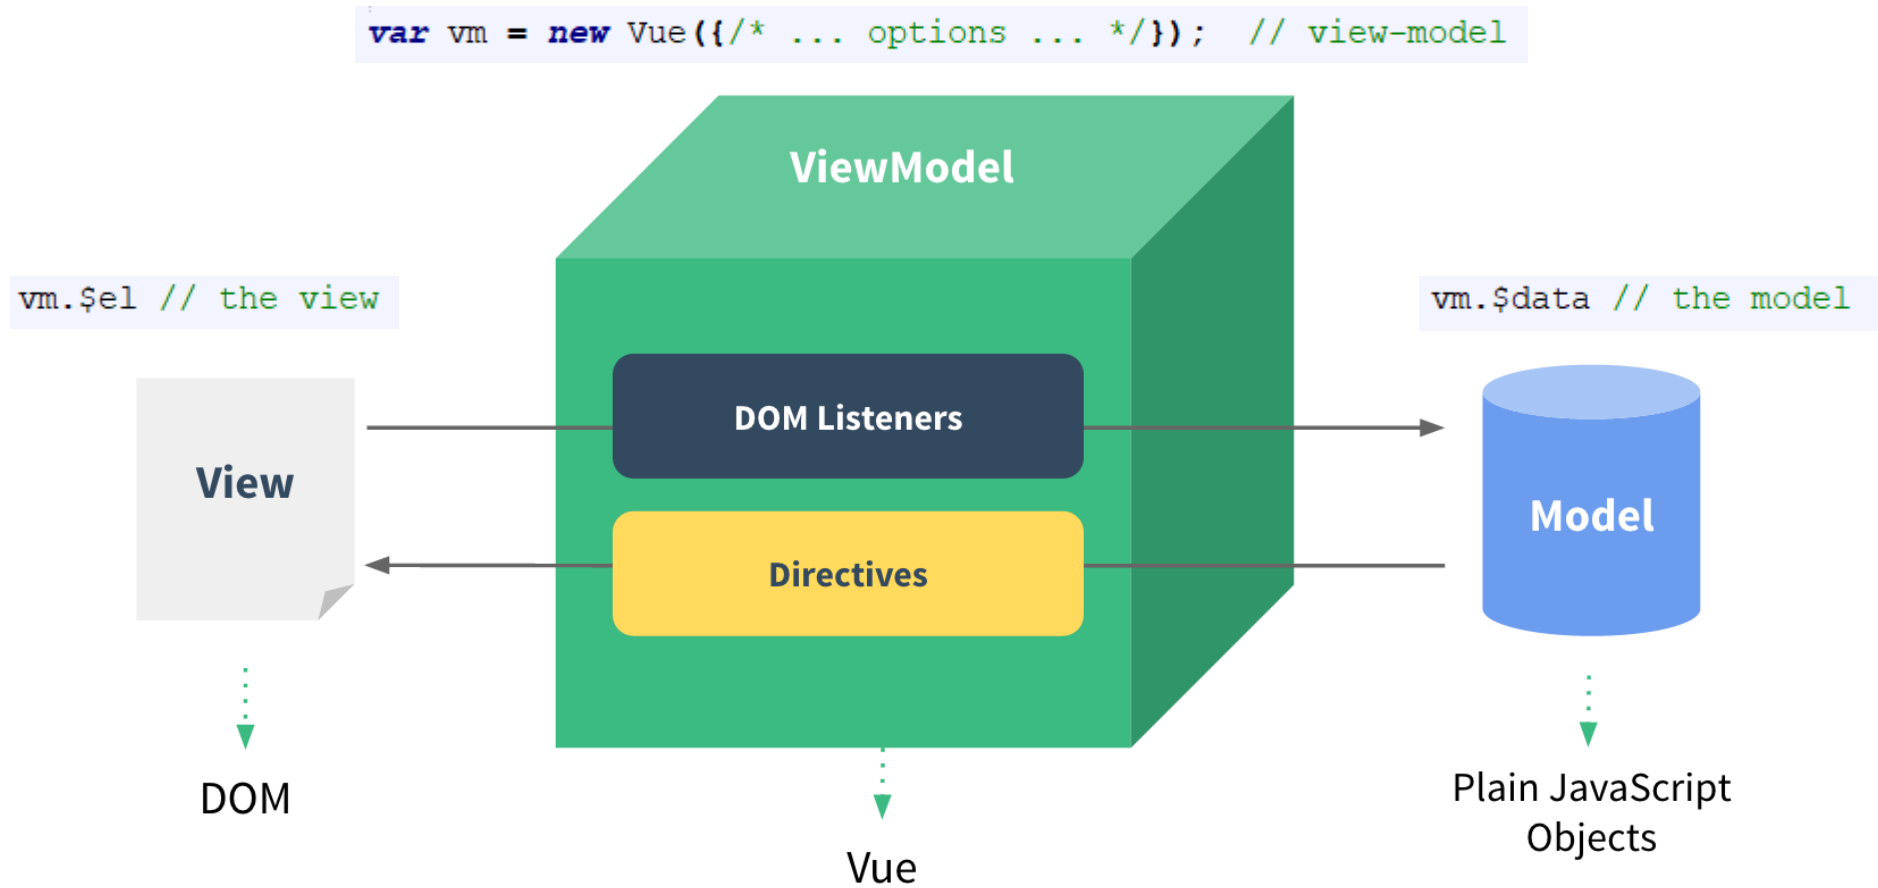 var vm = new Vue({/* ... options ... */});  // view-model
ViewModel
vm.$el // the view
vm.$data // the model
DOM Listeners
View
Model
Directives
DOM
Plain JavaScript
Objects
Vue